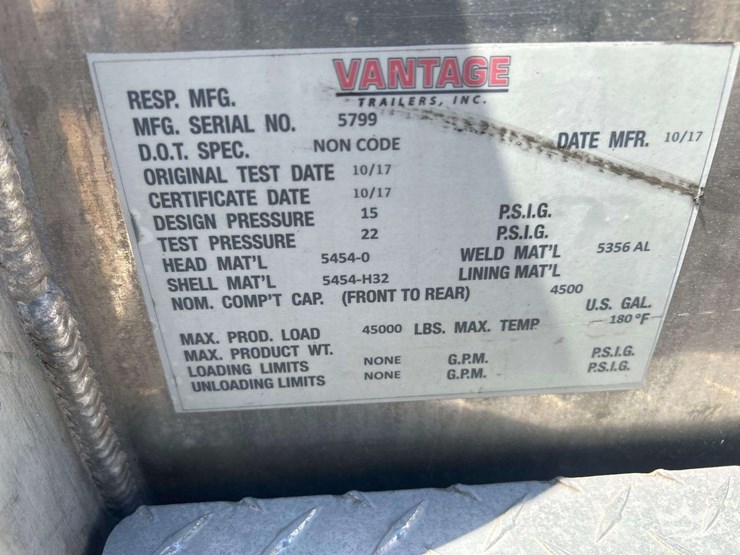 VANTAGE
TRAILERS, INC.
RESP. MFG.
MFG. SERIAL NO. 5799
D.O.T. SPEC. NON CODE DATE MFR. 10/17
ORIGINAL TEST DATE 10/17
CERTIFICATE DATE 10/17
DESIGN PRESSURE 15 P.S.I.G.
TEST PRESSURE 22 P.S.I.G.
HEAD MAT'L 5454-0 WELD MAT'L 5356 AL
SHELL MAT'L 5454-H32 LINING MAT'L
NOM. COMP'T CAP. (FRONT TO REAR) 4500
U.S. GAL.
MAX. PROD. LOAD 45000 LBS. MAX. TEMP 180 °F
MAX. PRODUCT WT.
LOADING LIMITS NONE G.P.M. P.S.I.G.
UNLOADING LIMITS NONE G.P.M. P.S.I.G.